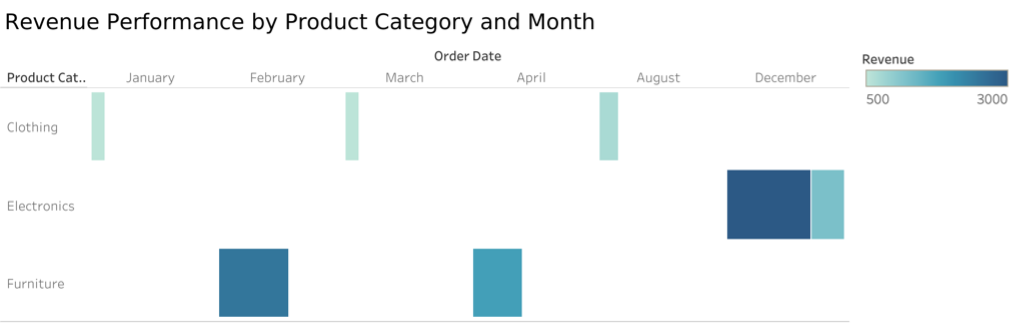 Revenue Performance by Product Category and Month
Order Date
Product Cat.. January February March April August December
Revenue
500 3000
Clothing
Electronics
Furniture